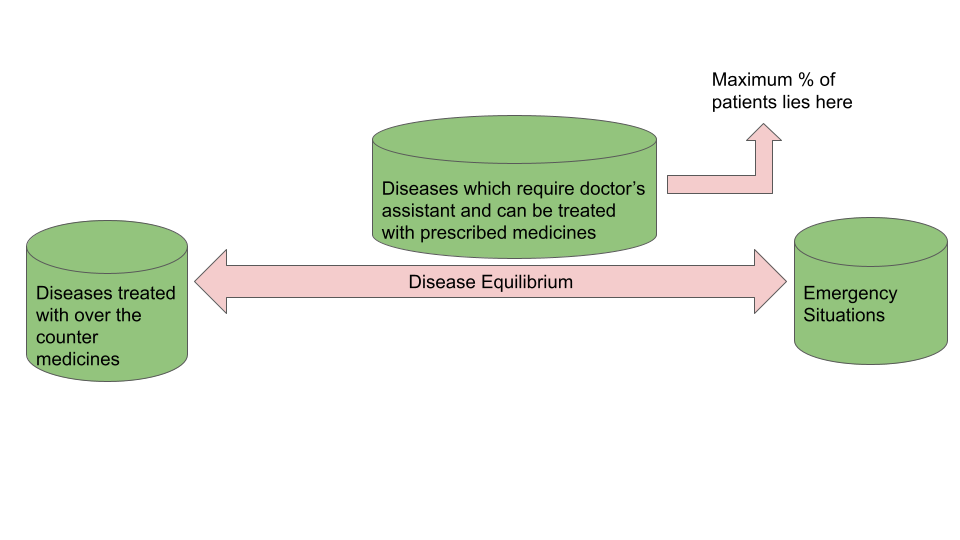 Maximum % of
patients lies here
Diseases which require doctor's
assistant and can be treated
with prescribed medicines
Disease Equilibrium
Diseases treated
with over the
counter
medicines
Emergency
Situations